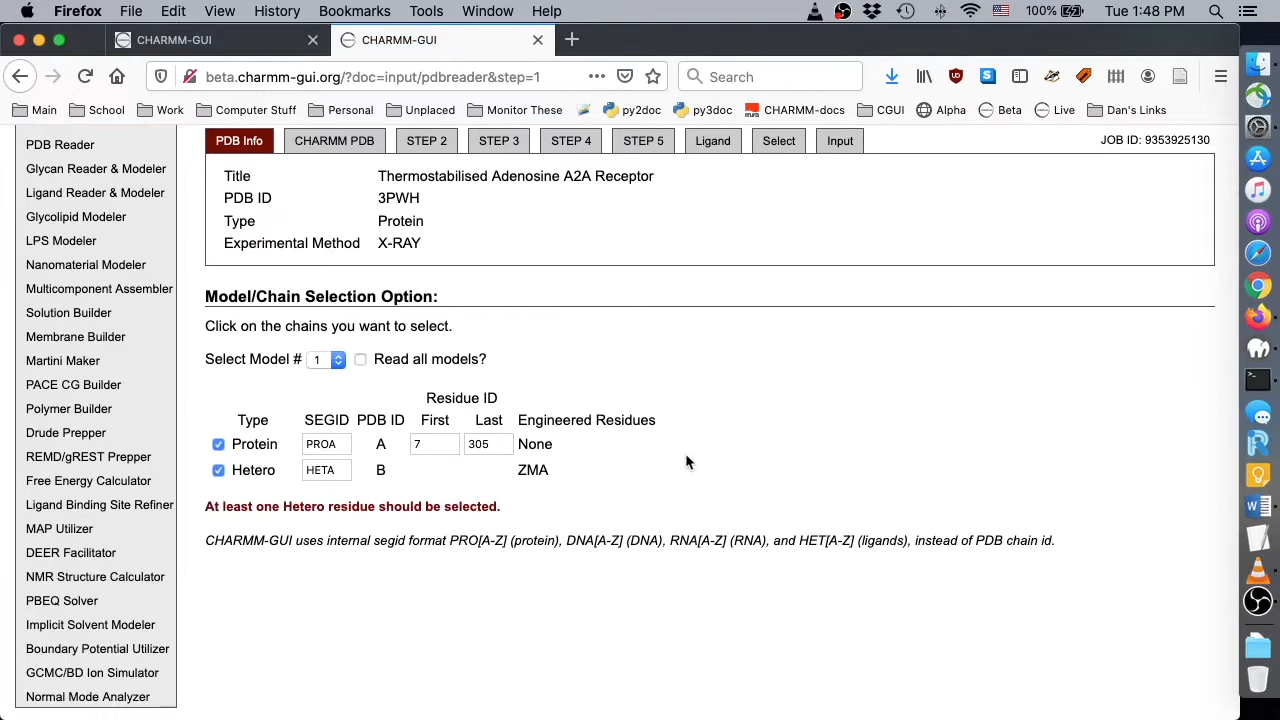 Firefox File Edit View History Bookmarks Tools Window Help 100% Tue 1:48 PM
CHARMM-GUI CHARMM-GUI
beta.charmm-gui.org/?doc=input/pdbreader&step=1 Search
Main School Work Computer Stuff Personal Unplaced Monitor These py2doc py3doc CHARMM-docs CGUI Alpha Beta Live Dan's Links
PDB Reader
Glycan Reader & Modeler
Ligand Reader & Modeler
Glycolipid Modeler
LPS Modeler
Nanomaterial Modeler
Multicomponent Assembler
Solution Builder
Membrane Builder
Martini Maker
PACE CG Builder
Polymer Builder
Drude Prepper
REMD/gREST Prepper
Free Energy Calculator
Ligand Binding Site Refiner
MAP Utilizer
DEER Facilitator
NMR Structure Calculator
PBEQ Solver
Implicit Solvent Modeler
Boundary Potential Utilizer
GCMC/BD Ion Simulator
Normal Mode Analyzer
PDB Info CHARMM PDB STEP 2 STEP 3 STEP 4 STEP 5 Ligand Select Input JOB ID: 9353925130
Title Thermostabilised Adenosine A2A Receptor
PDB ID 3PWH
Type Protein
Experimental Method X-RAY
Model/Chain Selection Option:
Click on the chains you want to select.
Select Model # 1 Read all models?
Residue ID
Type SEGID PDB ID First Last Engineered Residues
Protein PROA A 7 305 None
Hetero HETA B ZMA
At least one Hetero residue should be selected.
CHARMM-GUI uses internal segid format PRO[A-Z] (protein), DNA[A-Z] (DNA), RNA[A-Z] (RNA), and HET[A-Z] (ligands), instead of PDB chain id.